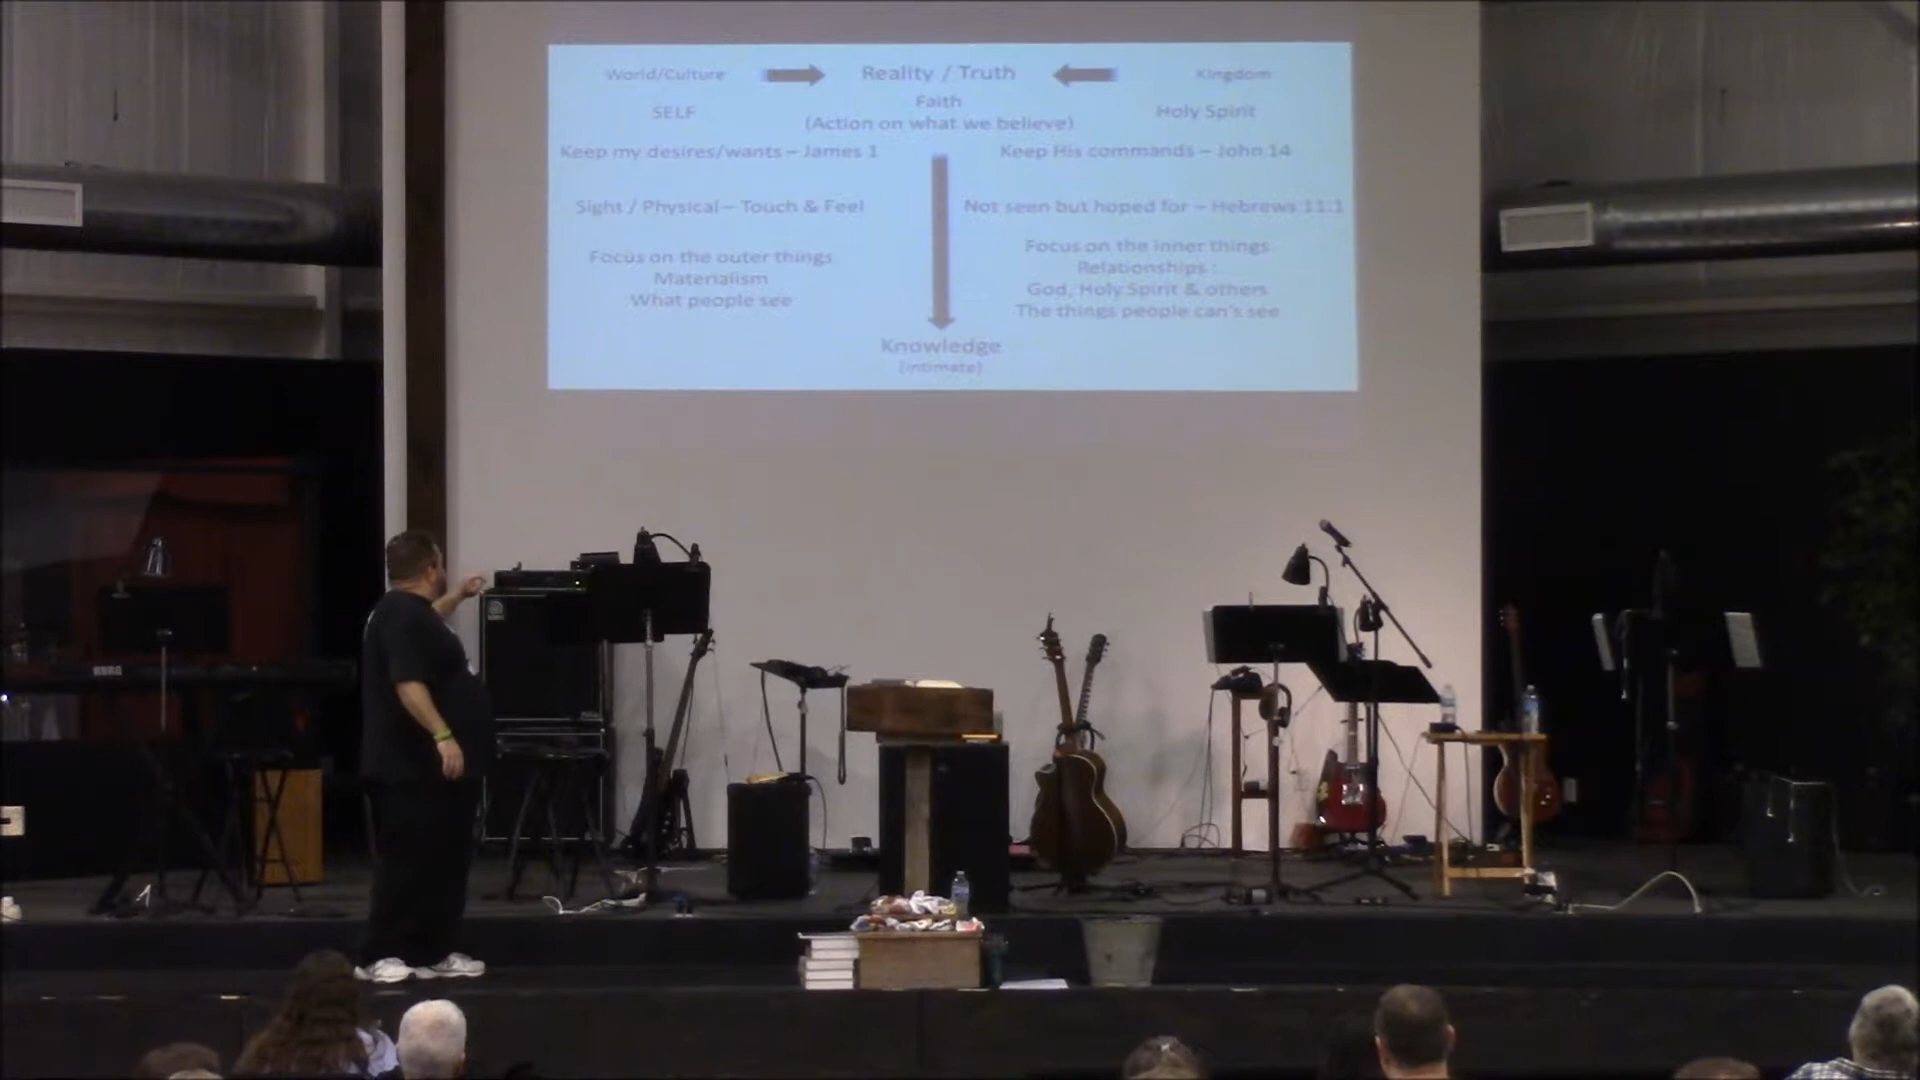 World/Culture Reality / Truth Kingdom
SELF Faith Holy Spirit
(Action on what we believe)
Keep my desires/wants – James 1 Keep His commands – John 14
Sight / Physical – Touch & Feel Not seen but hoped for – Hebrews 11:1
Focus on the outer things Focus on the inner things
Materialism Relationships :
What people see God, Holy Spirit & others
The things people can's see
Knowledge
(intimate)
KORG